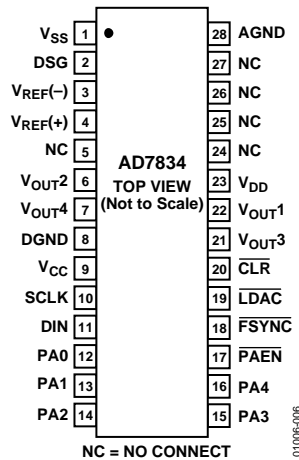 VSS 1 28 AGND
DSG 2 27 NC
VREF(–) 3 26 NC
VREF(+) 4 25 NC
NC 5 24 NC
AD7834
TOP VIEW
(Not to Scale)
VOUT2 6 23 VDD
VOUT4 7 22 VOUT1
DGND 8 21 VOUT3
VCC 9 20 CLR
SCLK 10 19 LDAC
DIN 11 18 FSYNC
PA0 12 17 PAEN
PA1 13 16 PA4
PA2 14 15 PA3
NC = NO CONNECT
01006-006